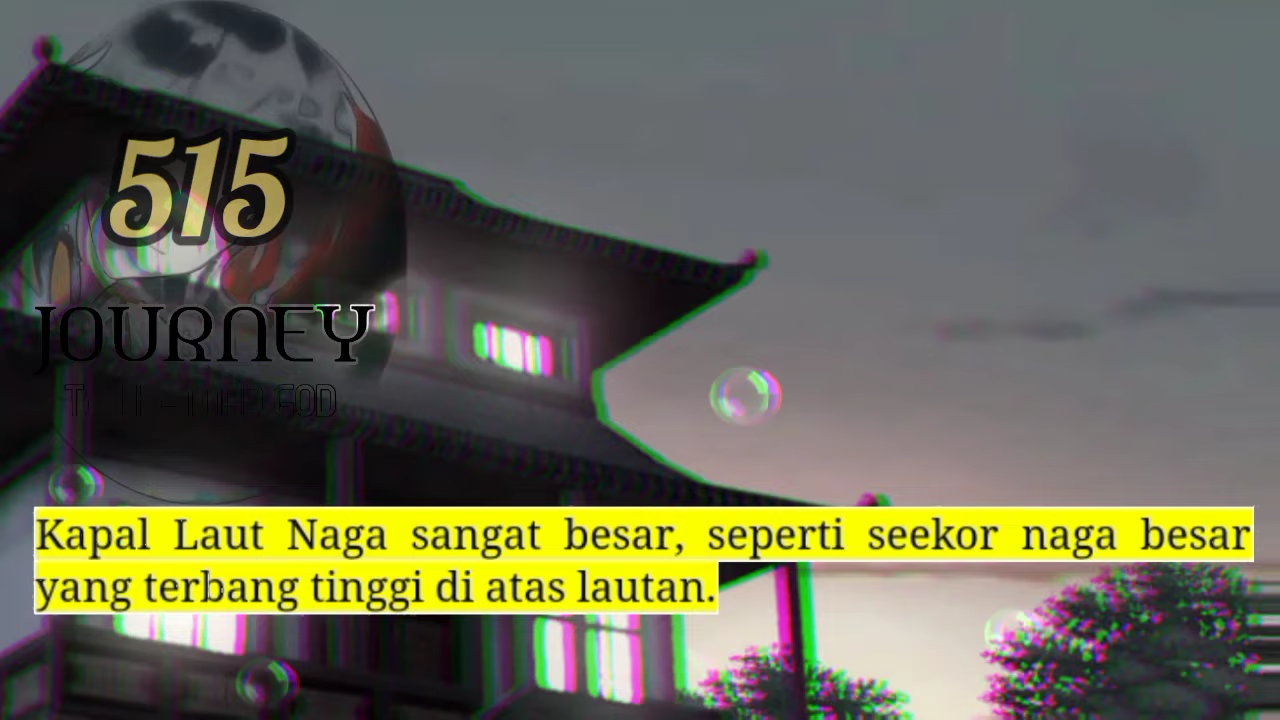 515
JOURNEY
Kapal Laut Naga sangat besar, seperti seekor naga besar
yang terbang tinggi di atas lautan.